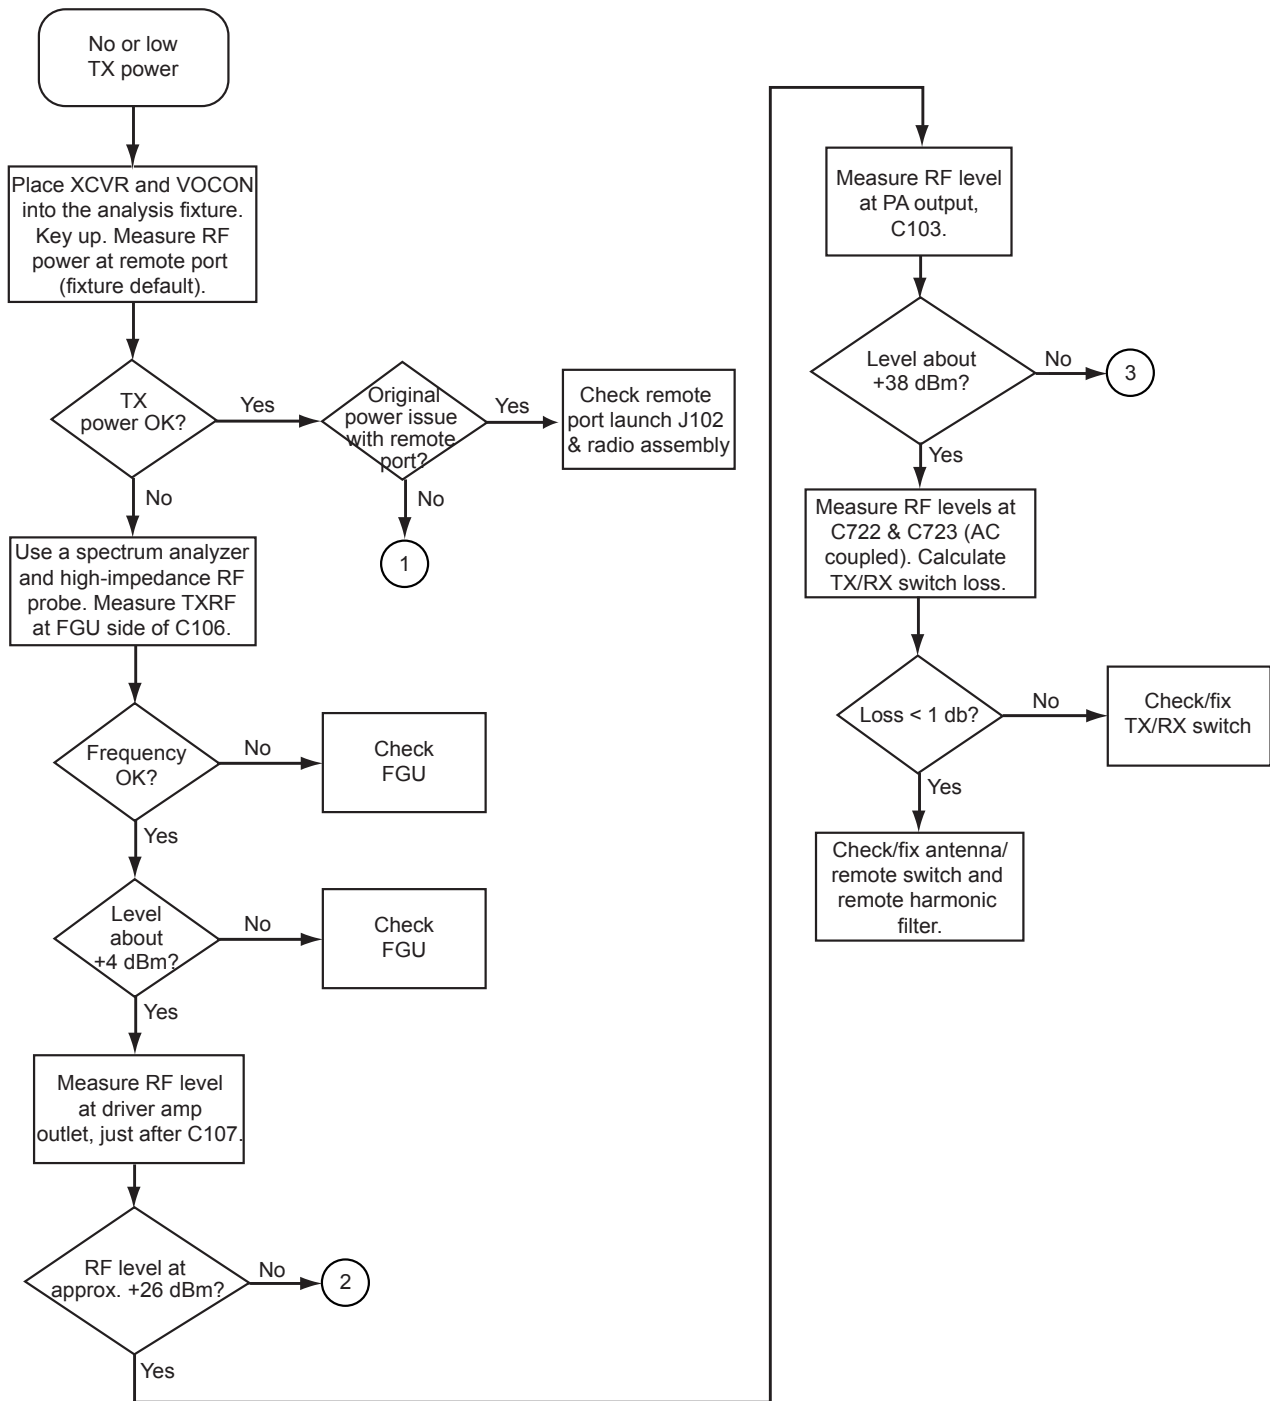 No or low
TX power
Place XCVR and VOCON
into the analysis fixture.
Key up. Measure RF
power at remote port
(fixture default).
TX
power OK?
Yes
Original
power issue
with remote
port?
Yes
Check remote
port launch J102
& radio assembly
No
1
No
Use a spectrum analyzer
and high-impedance RF
probe. Measure TXRF
at FGU side of C106.
Frequency
OK?
No
Check
FGU
Yes
Level
about
+4 dBm?
No
Check
FGU
Yes
Measure RF level
at driver amp
outlet, just after C107.
RF level at
approx. +26 dBm?
No
2
Yes
Measure RF level
at PA output,
C103.
Level about
+38 dBm?
No
3
Yes
Measure RF levels at
C722 & C723 (AC
coupled). Calculate
TX/RX switch loss.
Loss < 1 db?
No
Check/fix
TX/RX switch
Yes
Check/fix antenna/
remote switch and
remote harmonic
filter.